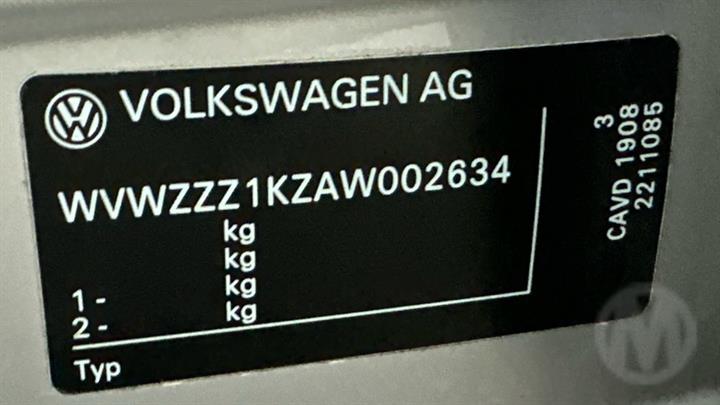 VOLKSWAGEN AG
WVWZZZ1KZAW002634
kg
kg
1- kg
2- kg
Typ
3
CAVD 1908
2211085
M